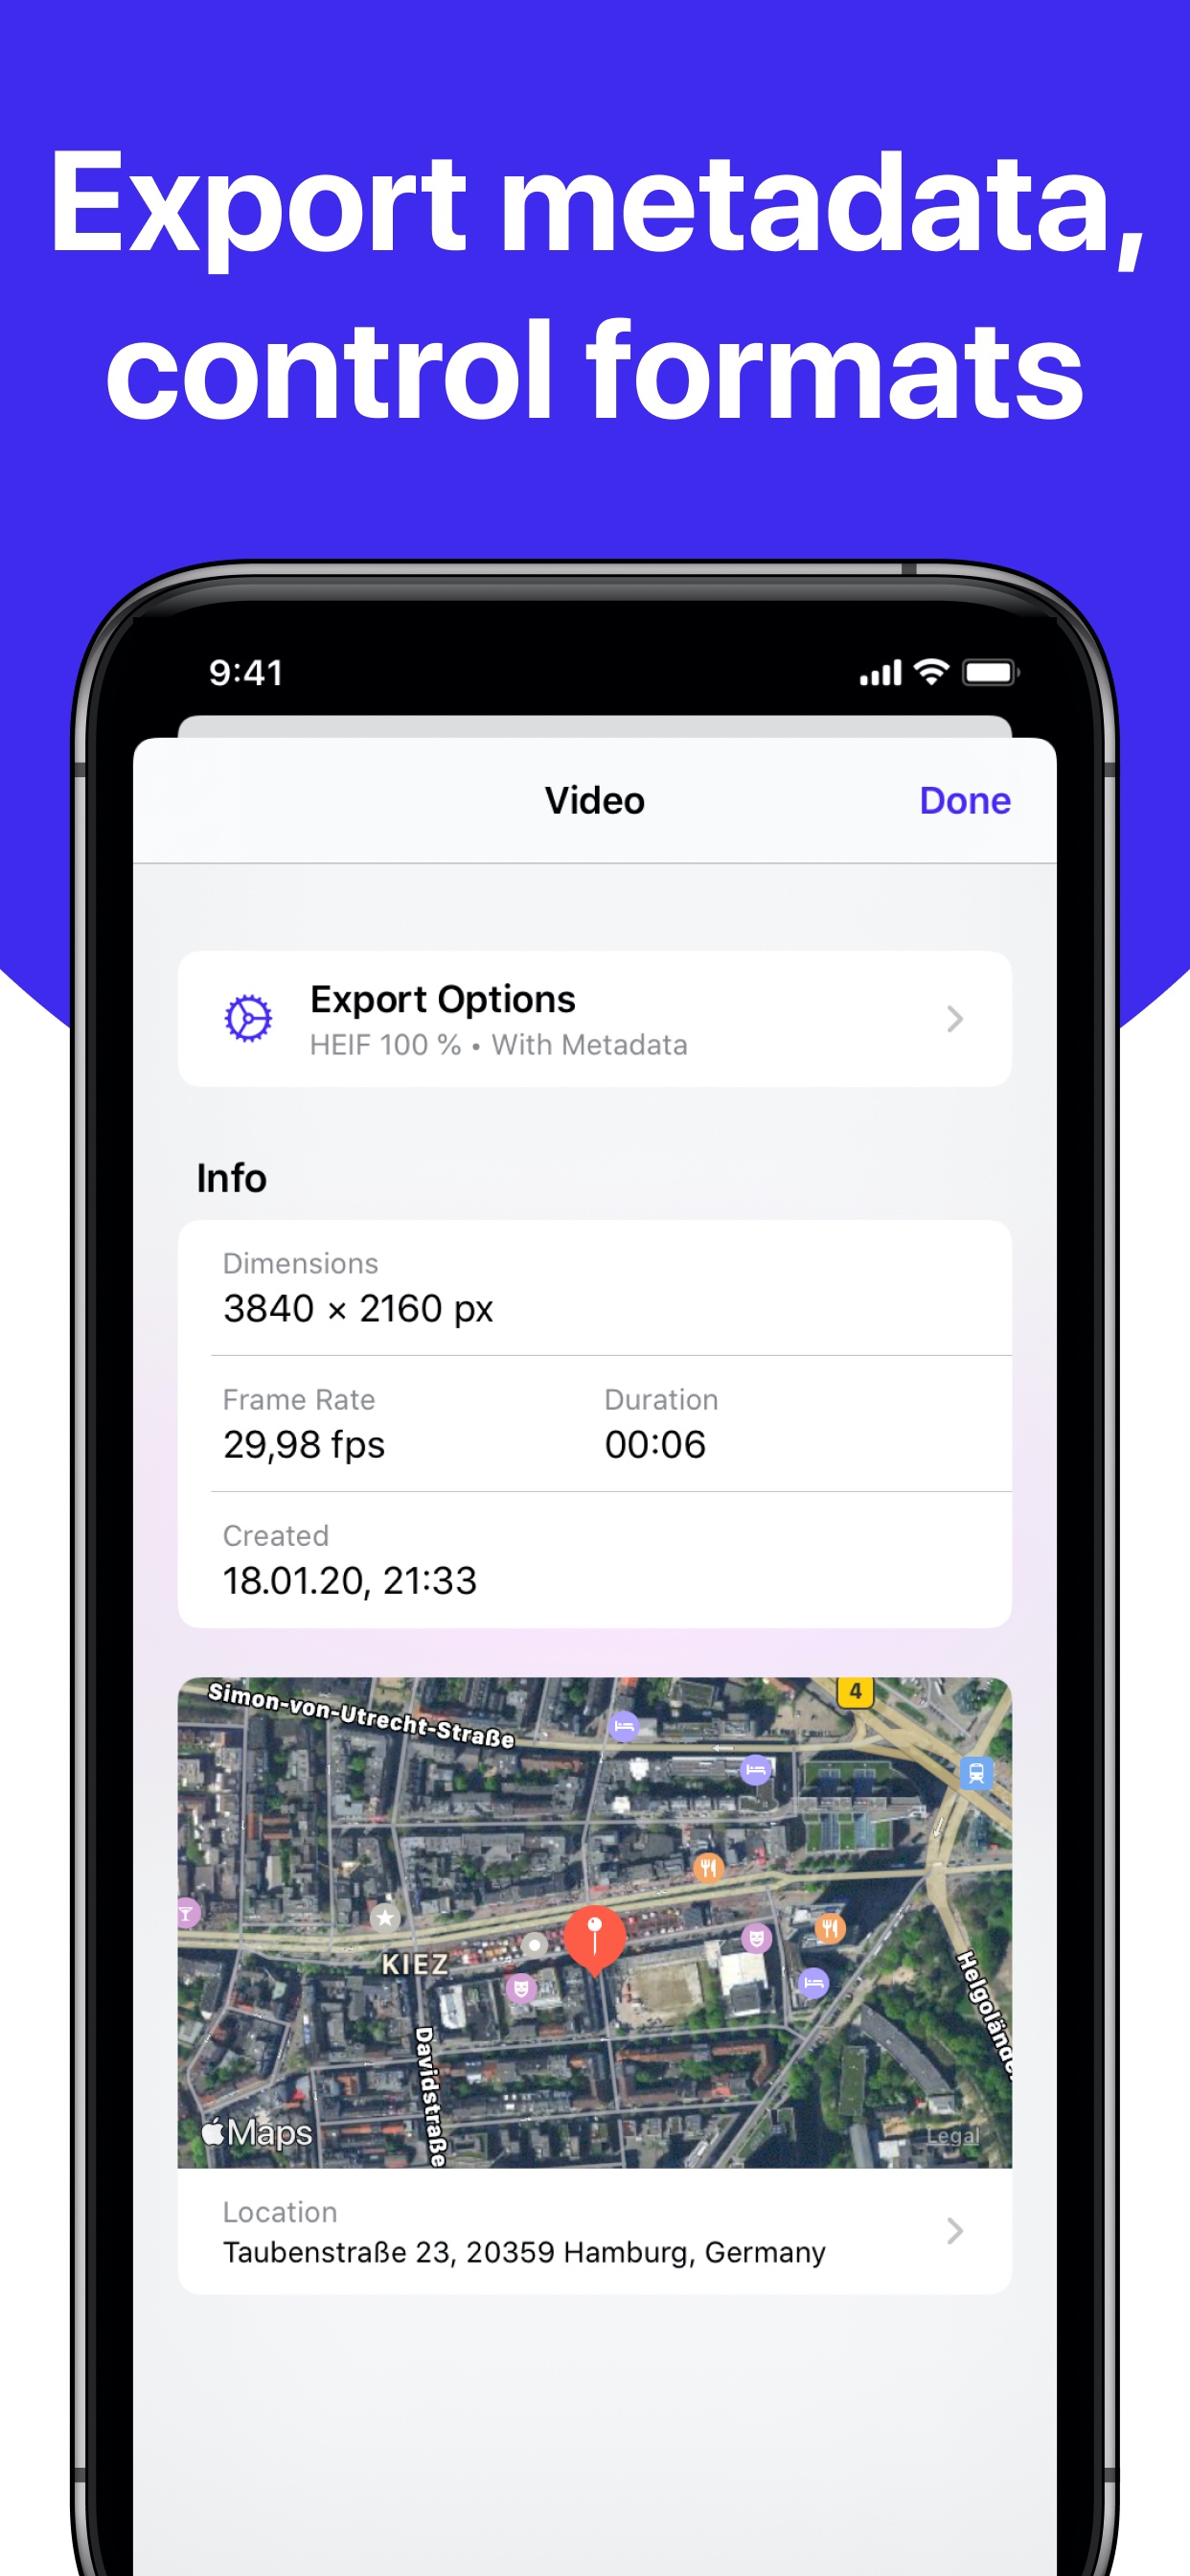 Export metadata,
control formats
9:41
Video
Done
Export Options
HEIF 100 % • With Metadata
Info
Dimensions
3840 × 2160 px
Frame Rate
Duration
29,98 fps
00:06
Created
18.01.20, 21:33
Simon-von-Utrecht-Straße
4
KIEZ
Davidstraße
Helgolände
Maps
Legal
Location
Taubenstraße 23, 20359 Hamburg, Germany